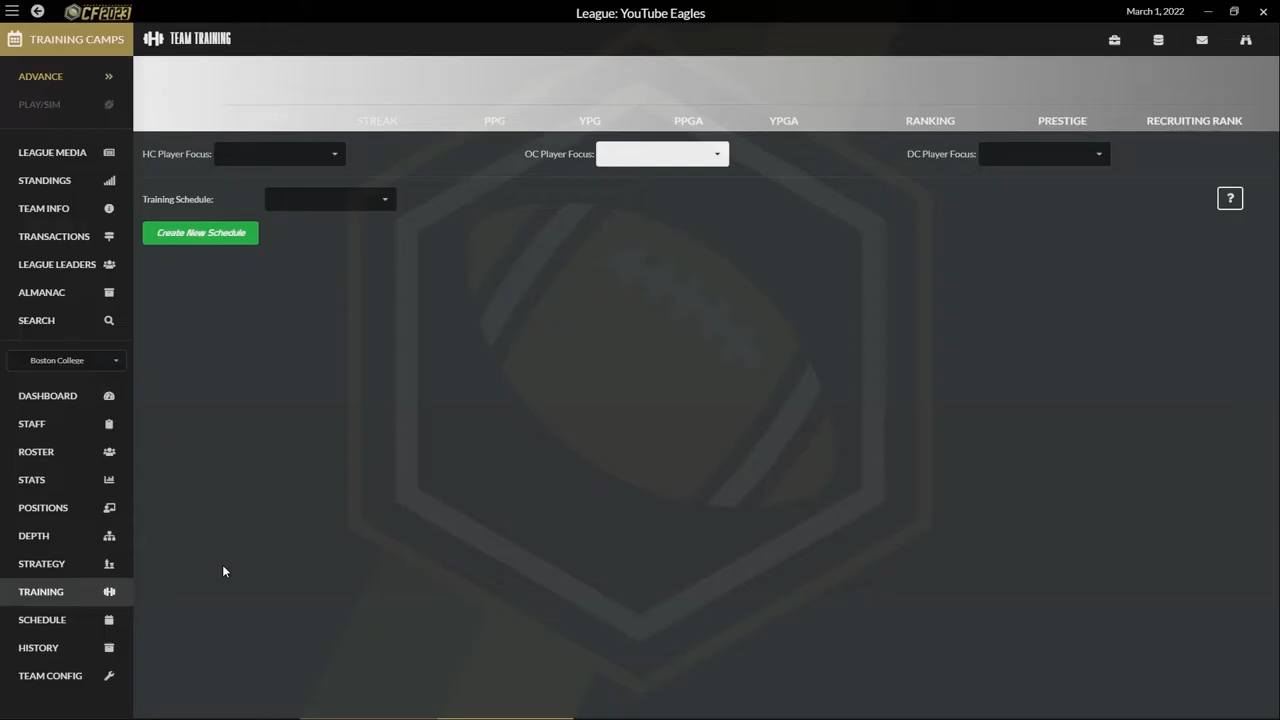 CF2023
League: YouTube Eagles
March 1, 2022
TRAINING CAMPS
TEAM TRAINING
ADVANCE
PLAY/SIM
STREAK PPG YPG PPGA YPGA RANKING PRESTIGE RECRUITING RANK
HC Player Focus:
OC Player Focus:
DC Player Focus:
Training Schedule:
?
Create New Schedule
LEAGUE MEDIA
STANDINGS
TEAM INFO
TRANSACTIONS
LEAGUE LEADERS
ALMANAC
SEARCH
Boston College
DASHBOARD
STAFF
ROSTER
STATS
POSITIONS
DEPTH
STRATEGY
TRAINING
SCHEDULE
HISTORY
TEAM CONFIG